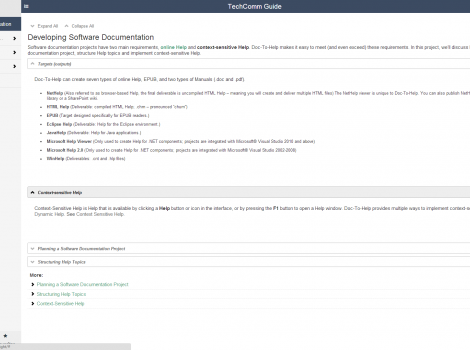 TechComm Guide
ation
Expand All Collapse All
Developing Software Documentation
Software documentation projects have two main requirements, online Help and context-sensitive Help. Doc-To-Help makes it easy to meet (and even exceed) these requirements. In this project, we'll discuss
documentation project, structure Help topics and implement context-sensitive Help.
Targets (outputs)
Doc-To-Help can create seven types of online Help, EPUB, and two types of Manuals (.doc and .pdf).
NetHelp (Also referred to as browser-based Help; the final deliverable is uncompiled HTML Help – meaning you will create and deliver multiple HTML files) The NetHelp viewer is unique to Doc-To-Help. You can also publish NetH
library or a SharePoint wiki.
HTML Help (Deliverable: compiled HTML Help; .chm – pronounced "chum")
EPUB (Target designed specifically for EPUB readers.)
Eclipse Help (Deliverable: Help for the Eclipse environment.)
JavaHelp (Deliverable: Help for Java applications.)
Microsoft Help Viewer (Only used to create Help for .NET components; projects are integrated with Microsoft® Visual Studio 2010 and above)
Microsoft Help 2.0 (Only used to create Help for .NET components; projects are integrated with Microsoft® Visual Studio 2002-2008)
WinHelp (Deliverables: .cnt and .hlp files)
Context-sensitive Help
Context-Sensitive Help is Help that is available by clicking a Help button or icon in the interface, or by pressing the F1 button to open a Help window. Doc-To-Help provides multiple ways to implement context-s
Dynamic Help. See Context Sensitive Help.
Planning a Software Documentation Project
Structuring Help Topics
More:
Planning a Software Documentation Project
Structuring Help Topics
Context-Sensitive Help